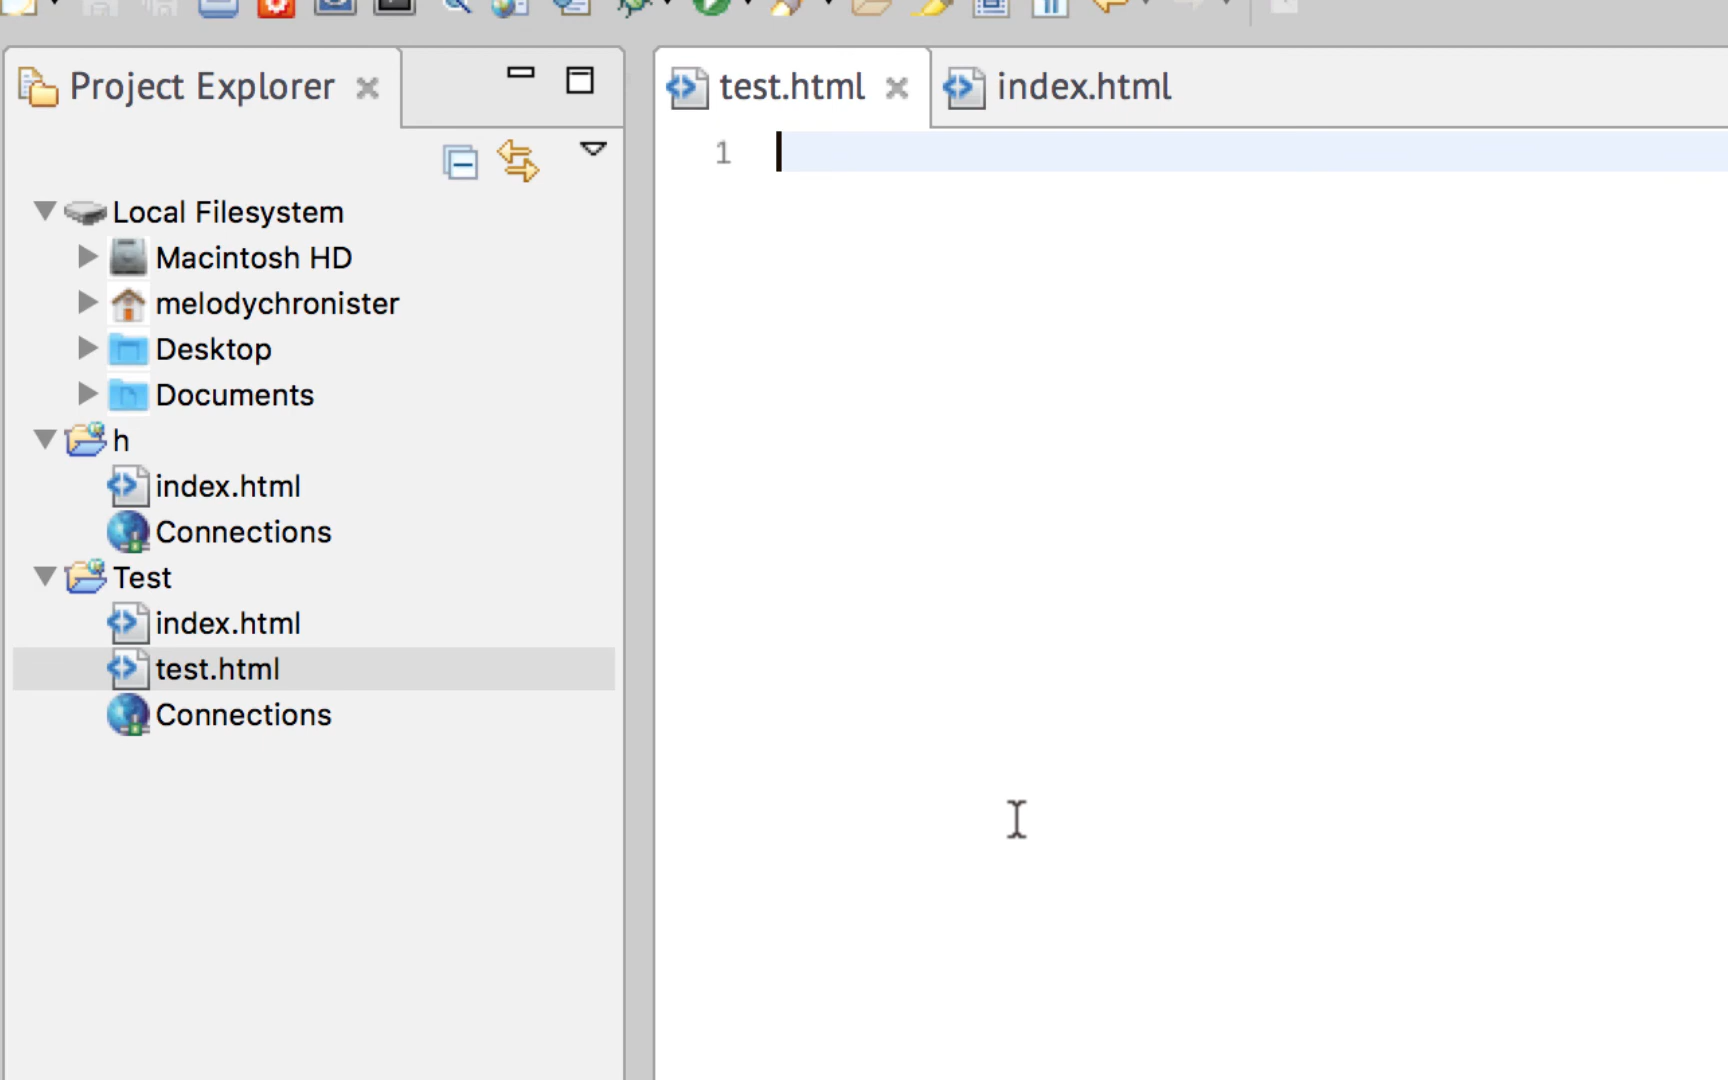 Project Explorer
test.html
index.html
1
Local Filesystem
Macintosh HD
melodychronister
Desktop
Documents
h
index.html
Connections
Test
index.html
test.html
Connections